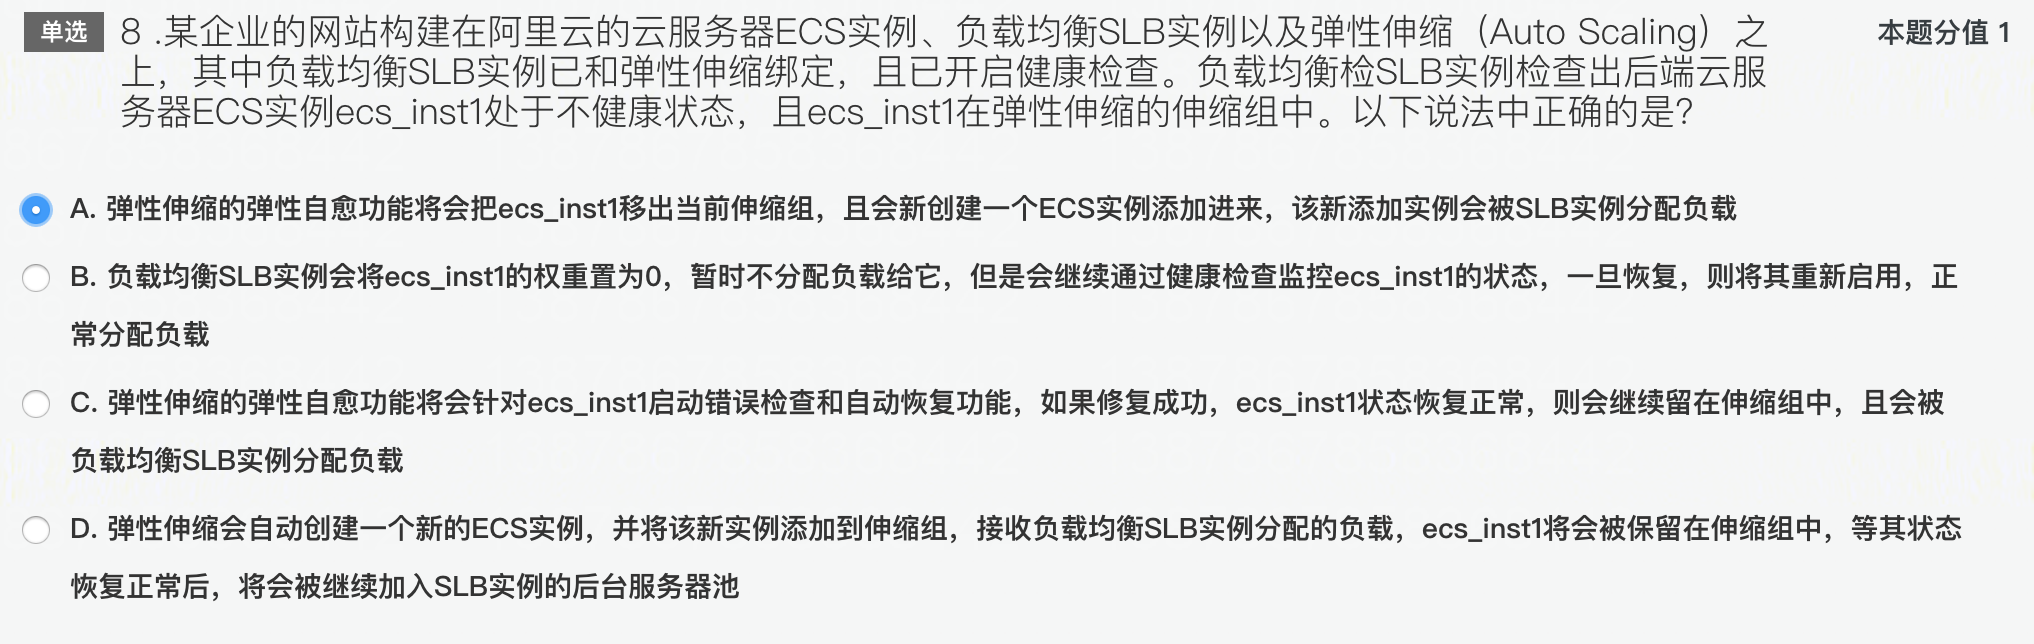 单选 8 .某企业的网站构建在阿里云的云服务器ECS实例、负载均衡SLB实例以及弹性伸缩（Auto Scaling）之 本题分值 1
上，其中负载均衡SLB实例已和弹性伸缩绑定，且已开启健康检查。负载均衡检SLB实例检查出后端云服
务器ECS实例ecs_inst1处于不健康状态，且ecs_inst1在弹性伸缩的伸缩组中。以下说法中正确的是？
A. 弹性伸缩的弹性自愈功能将会把ecs_inst1移出当前伸缩组，且会新创建一个ECS实例添加进来，该新添加实例会被SLB实例分配负载
B. 负载均衡SLB实例会将ecs_inst1的权重置为0，暂时不分配负载给它，但是会继续通过健康检查监控ecs_inst1的状态，一旦恢复，则将其重新启用，正
常分配负载
C. 弹性伸缩的弹性自愈功能将会针对ecs_inst1启动错误检查和自动恢复功能，如果修复成功，ecs_inst1状态恢复正常，则会继续留在伸缩组中，且会被
负载均衡SLB实例分配负载
D. 弹性伸缩会自动创建一个新的ECS实例，并将该新实例添加到伸缩组，接收负载均衡SLB实例分配的负载，ecs_inst1将会被保留在伸缩组中，等其状态
恢复正常后，将会被继续加入SLB实例的后台服务器池